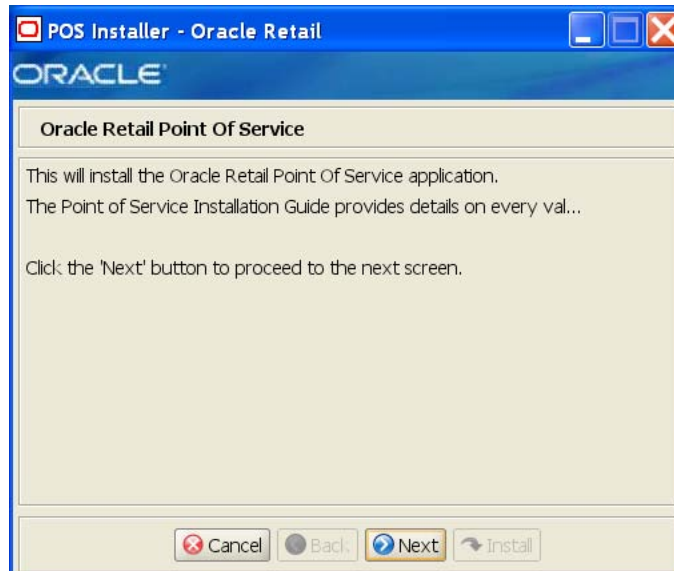 POS Installer - Oracle Retail
ORACLE
Oracle Retail Point Of Service
This will install the Oracle Retail Point Of Service application.
The Point of Service Installation Guide provides details on every val...
Click the 'Next' button to proceed to the next screen.
Cancel Back Next Install